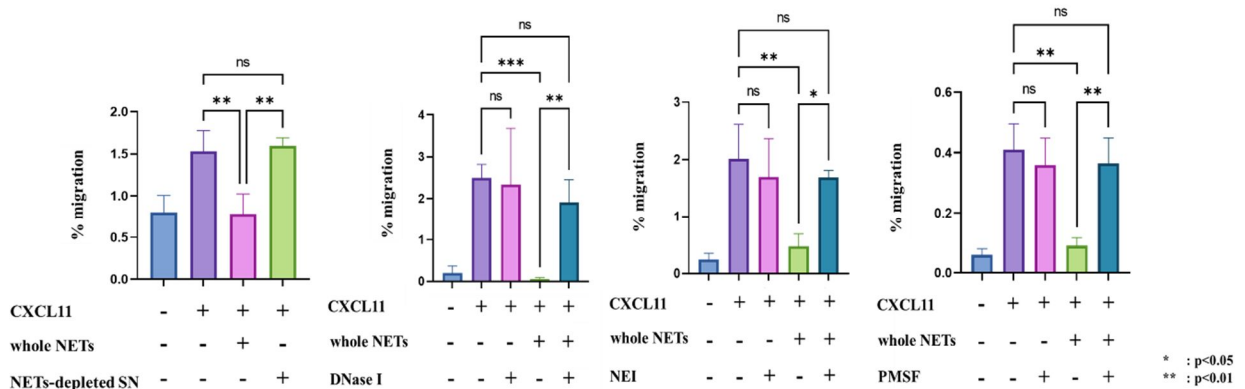 ns
** **
% migration
2.0
1.5
1.0
0.5
0.0
CXCL11 - + + +
whole NETs - - + -
NETs-depleted SN - - - +
ns
***
ns **
% migration
4
3
2
1
0
CXCL11 - + + + +
whole NETs - - - + +
DNase I - - + - +
ns
**
ns *
% migration
3
2
1
0
CXCL11 - + + + +
whole NETs - - - + +
NEI - - + - +
ns
**
ns **
% migration
0.6
0.4
0.2
0.0
CXCL11 - + + + +
whole NETs - - - + +
PMSF - - + - +
* : p<0.05
** : p<0.01